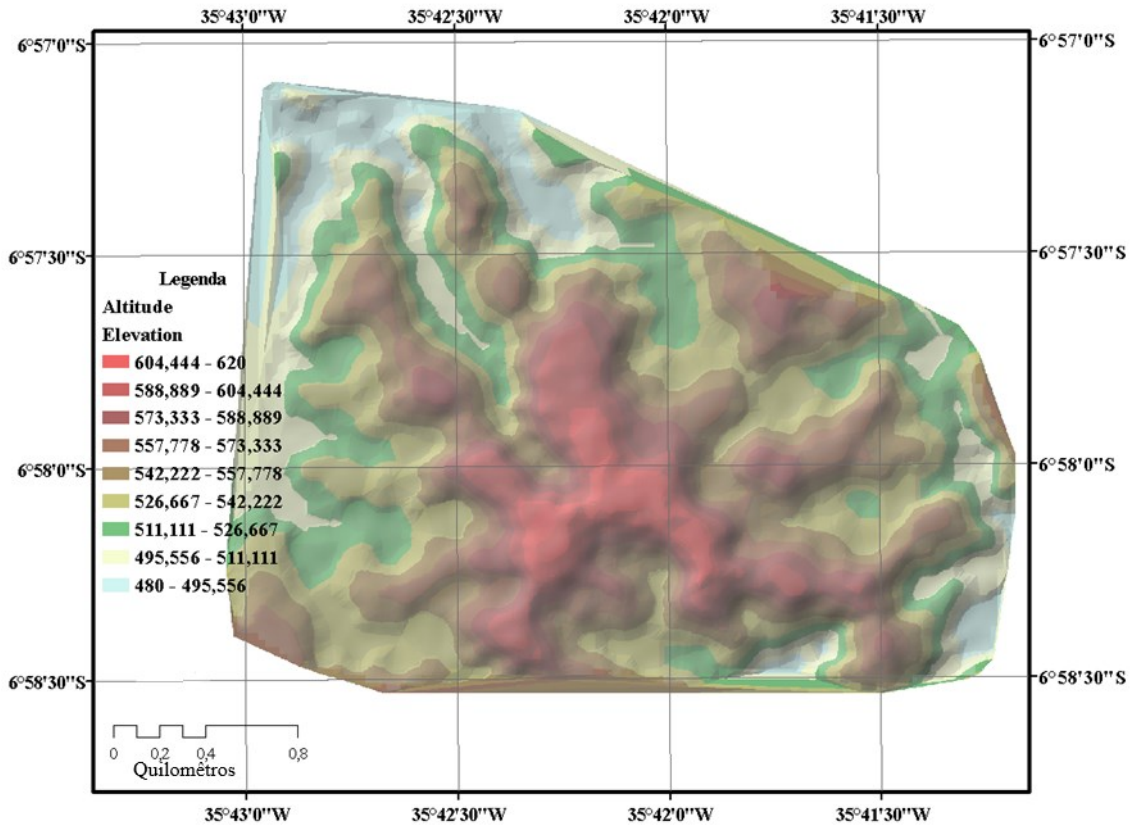 35°43'0"W 35°42'30"W 35°42'0"W 35°41'30"W
6°57'0"S 6°57'0"S
6°57'30"S 6°57'30"S
Legenda
Altitude
Elevation
604,444 - 620
588,889 - 604,444
573,333 - 588,889
557,778 - 573,333
542,222 - 557,778
526,667 - 542,222
511,111 - 526,667
495,556 - 511,111
480 - 495,556
6°58'0"S 6°58'0"S
6°58'30"S 6°58'30"S
0 0,2 0,4 0,8
Quilomêtros
35°43'0"W 35°42'30"W 35°42'0"W 35°41'30"W